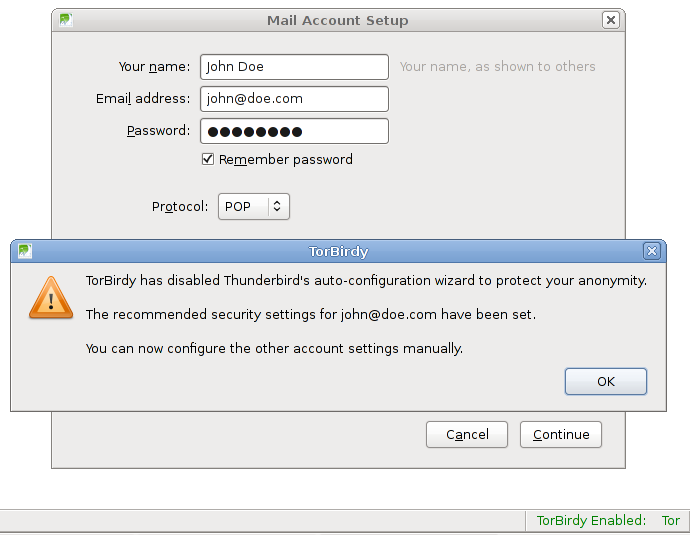 Mail Account Setup
Your name: John Doe Your name, as shown to others
Email address: john@doe.com
Password: ●●●●●●●●
Remember password
Protocol: POP
TorBirdy
TorBirdy has disabled Thunderbird's auto-configuration wizard to protect your anonymity.
The recommended security settings for john@doe.com have been set.
You can now configure the other account settings manually.
OK
Cancel Continue
TorBirdy Enabled: Tor